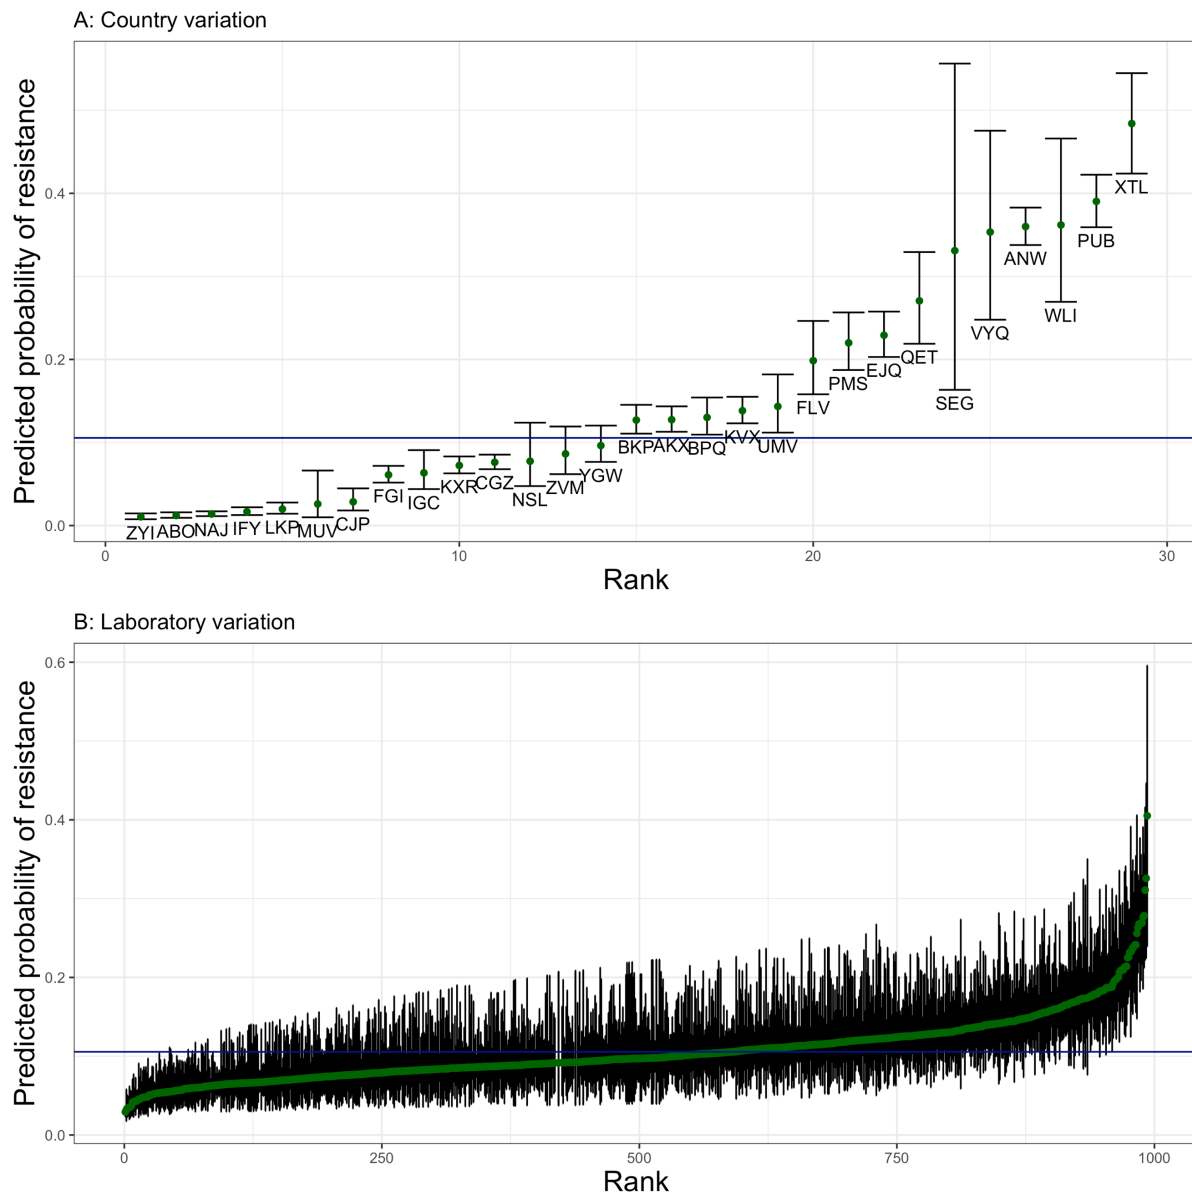 A: Country variation
Predicted probability of resistance
0.4
0.2
0.0
ZYI
ABO
NAJ
IFY
LKP
MUV
CJP
FGI
IGC
KXR
CGZ
NSL
ZVM
YGW
BKP
AKX
BPQ
KVX
UMV
FLV
PMS
EJQ
QET
SEG
VYQ
ANW
WLI
PUB
XTL
0
10
20
30
Rank
B: Laboratory variation
Predicted probability of resistance
0.6
0.4
0.2
0.0
0
250
500
750
1000
Rank